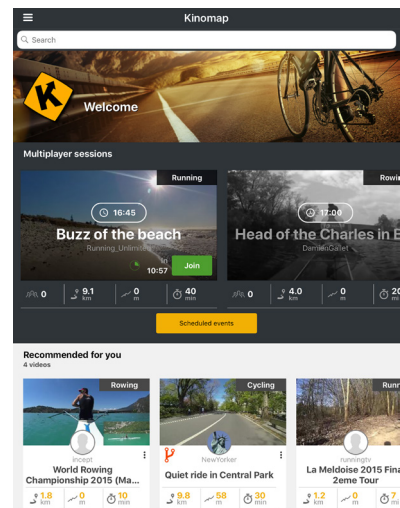 Kinomap
Search
K
Welcome
Multiplayer sessions
Running
16:45
Buzz of the beach
Running_Unlimited
in
10:57
Join
0
9.1
km
0
m
40
min
17:00
Head of the Charles in
DamienGallet
0
4.0
km
0
m
Scheduled events
Recommended for you
4 videos
Rowing
incept
World Rowing
Championship 2015 (Ma...
1.8
km
0
m
10
min
Cycling
NewYorker
Quiet ride in Central Park
9.8
km
58
m
30
min
runningtv
La Meldoise 2015
2eme Tour
1.2
km
0
m
7